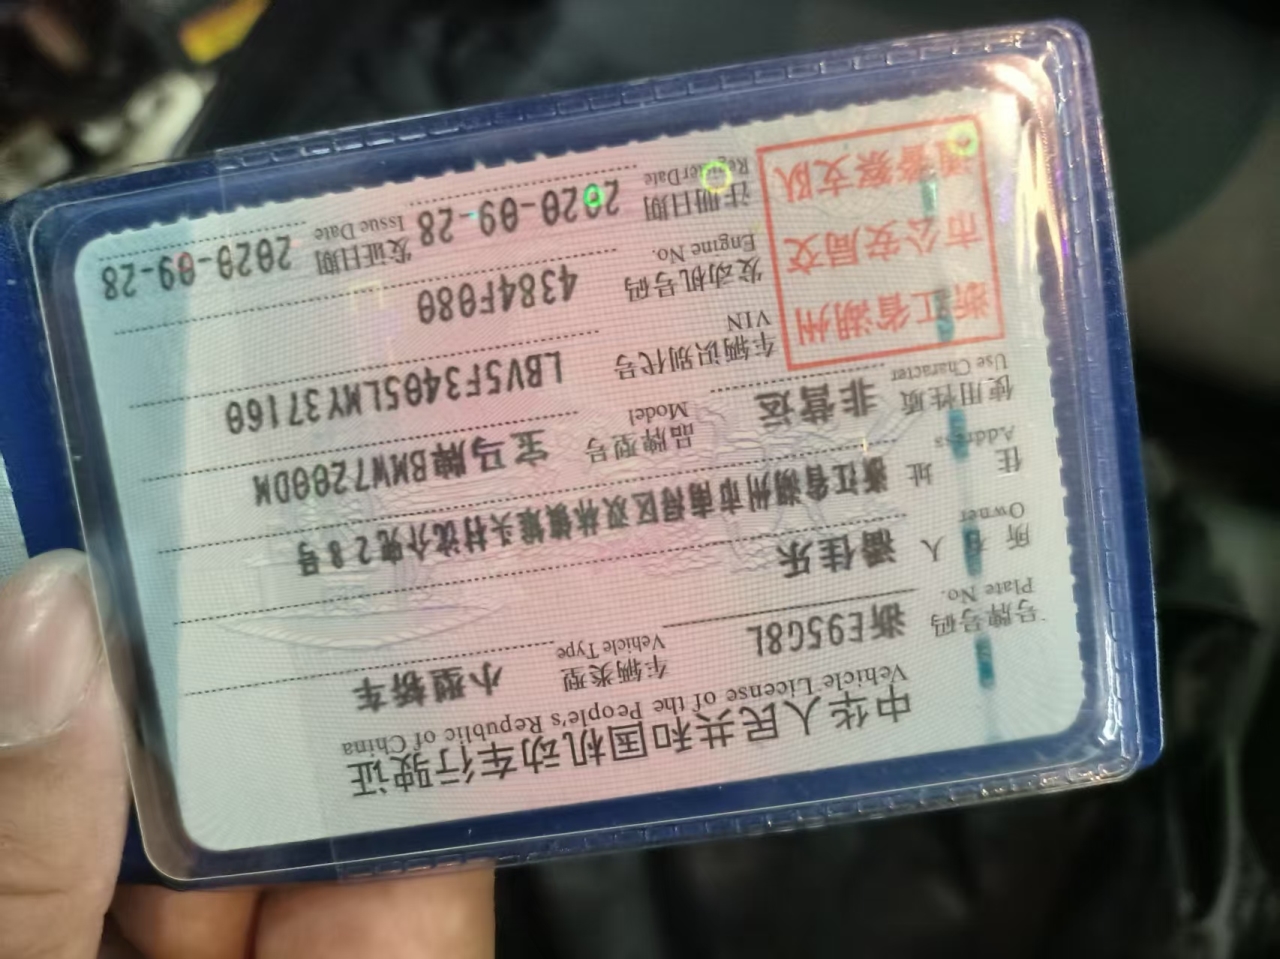 中华人民共和国机动车行驶证
Vehicle License of the People's Republic of China
号牌号码 浙E95G8L 车辆类型 小型轿车
Plate No. Vehicle Type
所有人 潘佳乐
Owner
住址 浙江省湖州市南浔区双林镇箍头村沈介兜28号
Address
使用性质 非营运 品牌型号 宝马牌BMW7200DM
Use Character Model
浙江省湖州 车辆识别代号 LBV5F3405LMY37160
VIN
市公安局交 发动机号码 4384F080
Engine No.
通警察支队 注册日期 2020-09-28 发证日期 2020-09-28
Register Date Issue Date